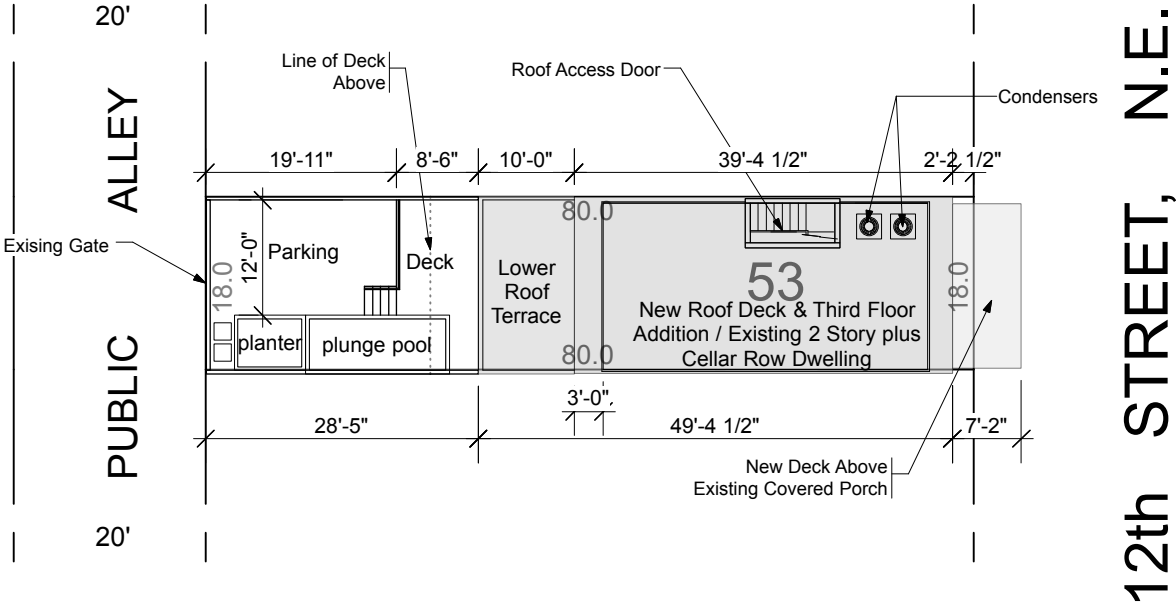 20'
Line of Deck
Above
Roof Access Door
Condensers
19'-11"
8'-6"
10'-0"
39'-4 1/2"
2'-2 1/2"
PUBLIC ALLEY
Exising Gate
18.0
12'-0"
Parking
Deck
planter
plunge pool
Lower
Roof
Terrace
80.0
80.0
53
New Roof Deck & Third Floor
Addition / Existing 2 Story plus
Cellar Row Dwelling
18.0
3'-0"
28'-5"
49'-4 1/2"
7'-2"
New Deck Above
Existing Covered Porch
20'
12th STREET, N.E.